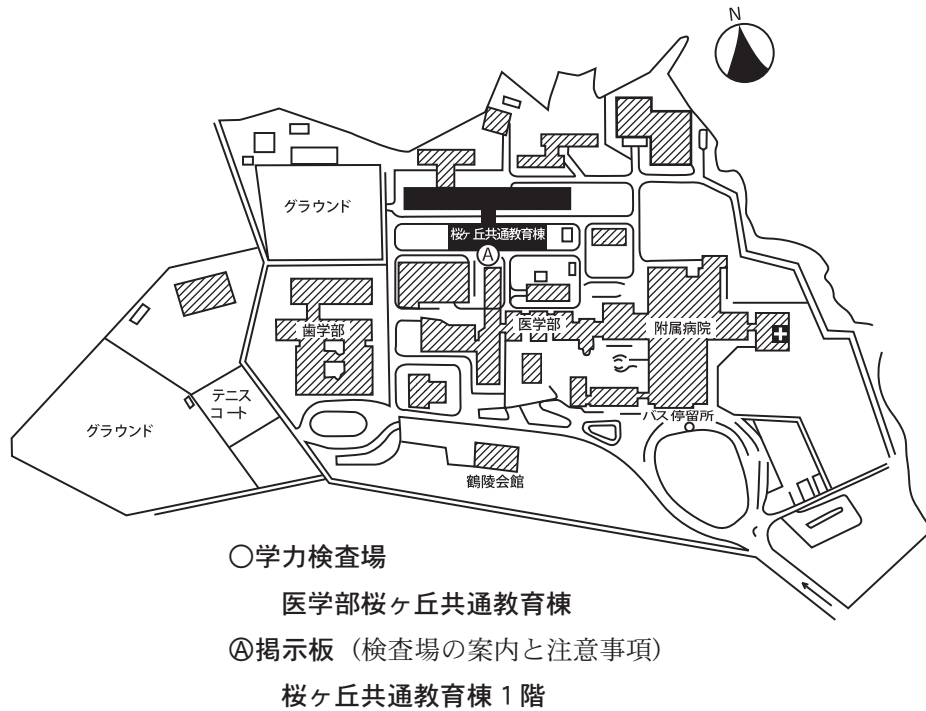 N
グラウンド
桜ヶ丘共通教育棟
A
歯学部
医学部
附属病院
テニス
コート
グラウンド
バス停留所
鶴陵会館
○学力検査場
医学部桜ヶ丘共通教育棟
Ⓐ掲示板（検査場の案内と注意事項）
桜ヶ丘共通教育棟1階